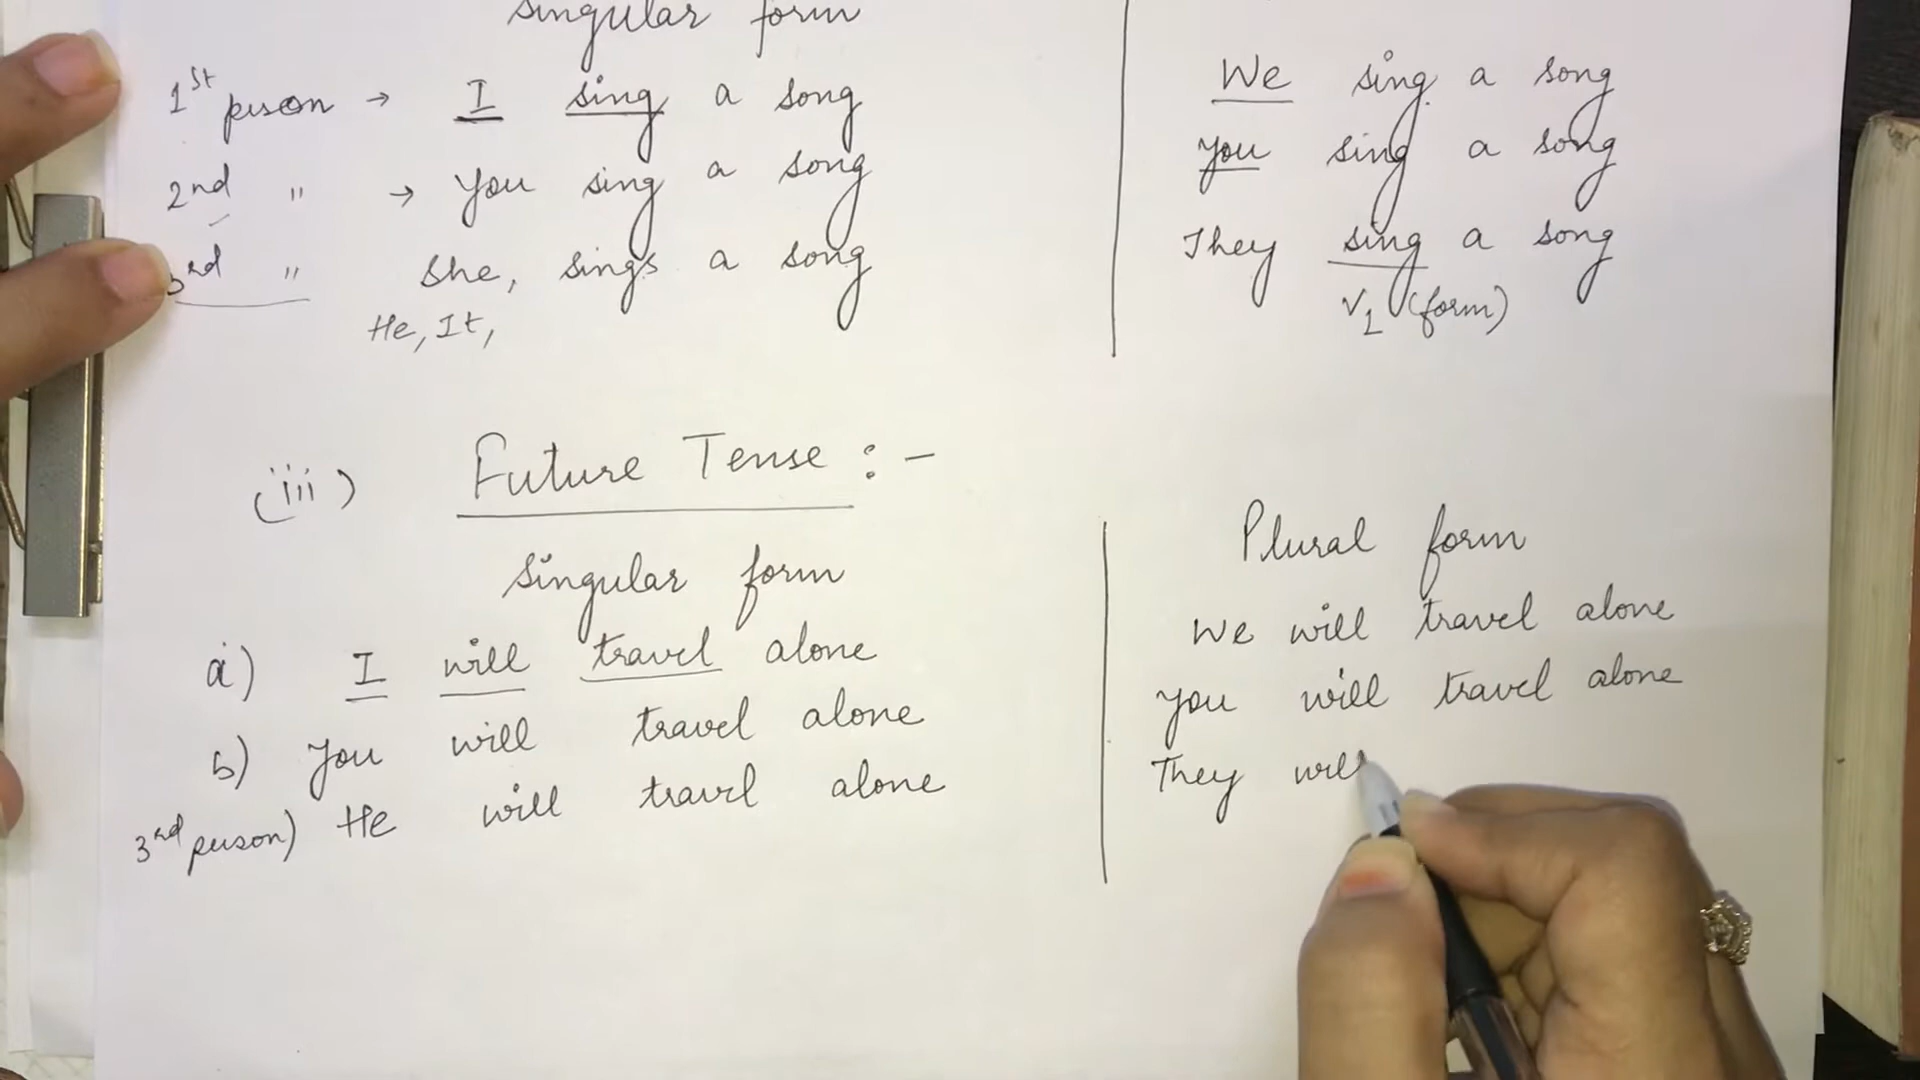 singular form
1st person → I sing a song
2nd " → You sing a song
3rd " She, sings a song
He, It,
We sing a song
you sing a song
They sing a song
V1 (form)
(iii) Future Tense : -
singular form
a) I will travel alone
b) you will travel alone
3rd person) He will travel alone
Plural form
We will travel alone
you will travel alone
They will